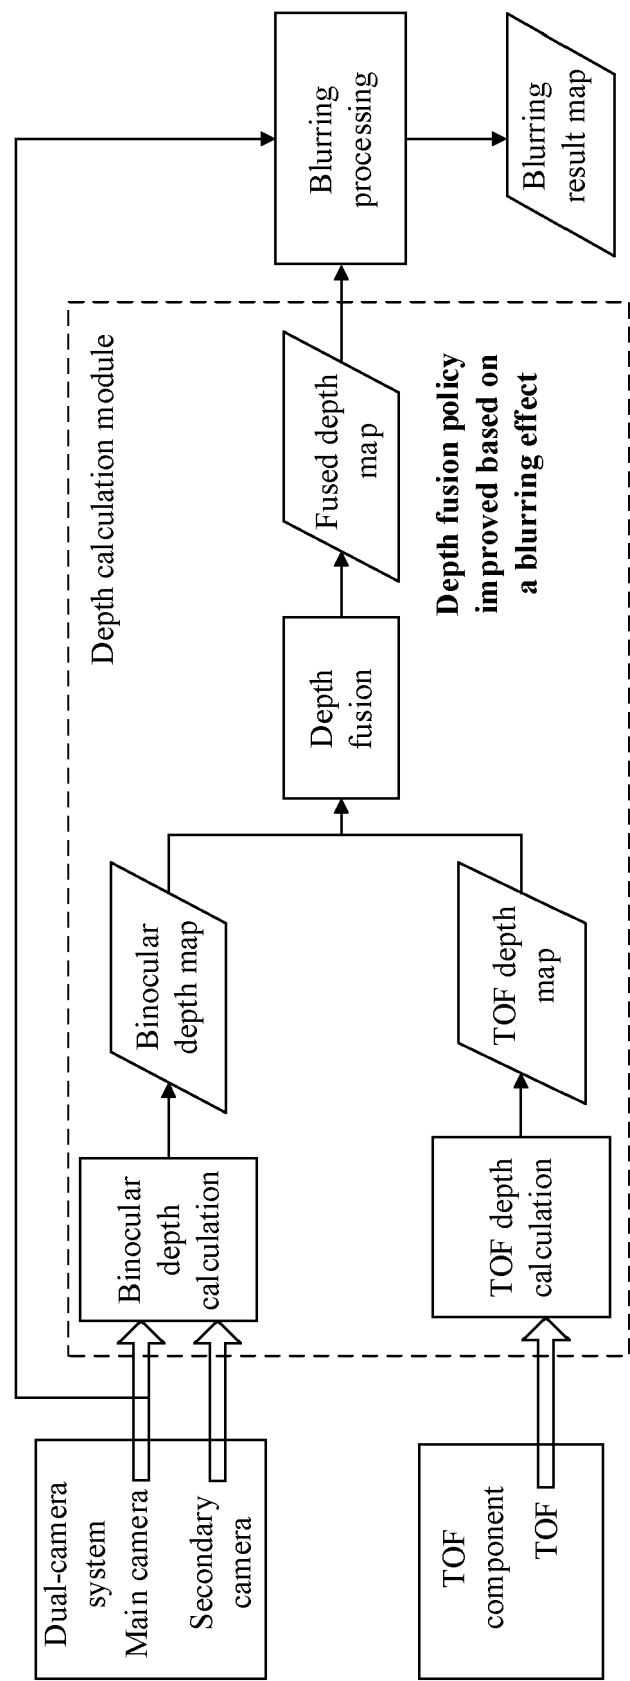 Dual-camera
system
Main camera
Secondary
camera
TOF
component
TOF
Depth calculation module
Binocular
depth
calculation
Binocular
depth map
TOF depth
calculation
TOF depth
map
Depth
fusion
Fused depth
map
Depth fusion policy
improved based on
a blurring effect
Blurring
processing
Blurring
result map